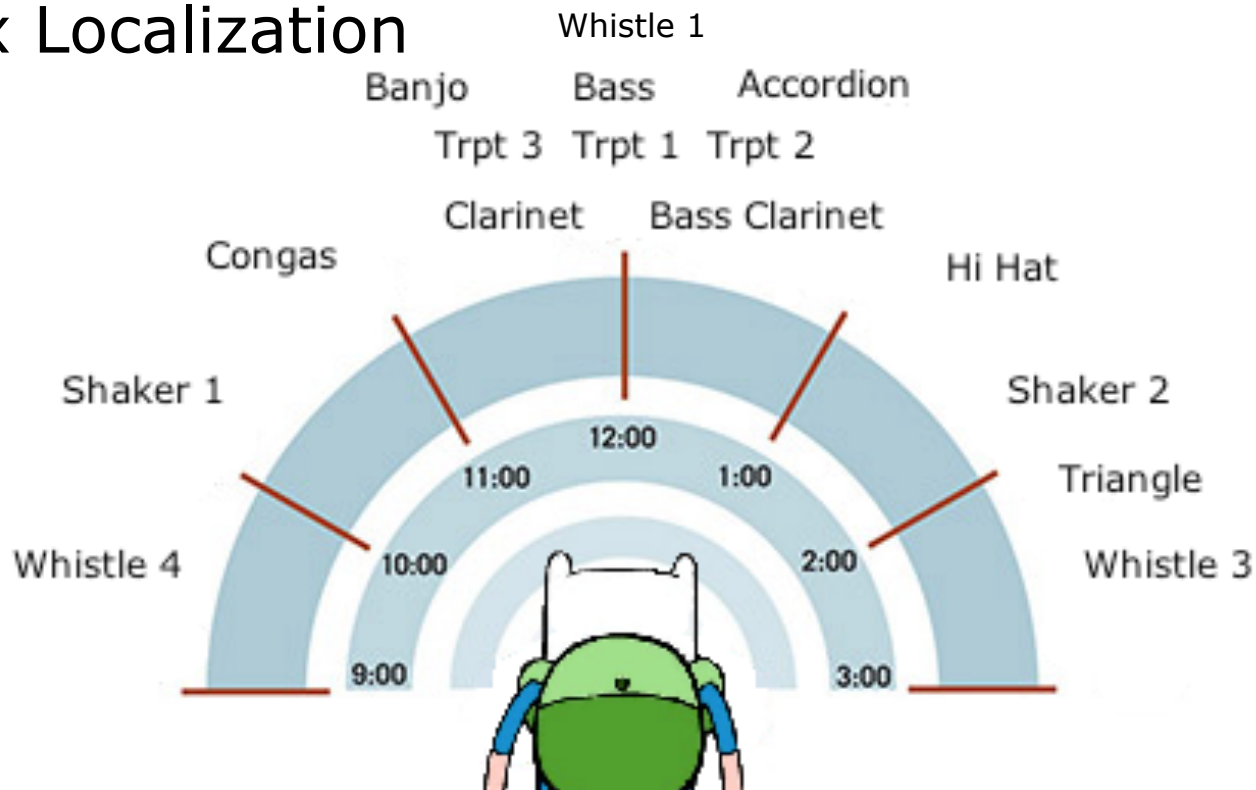 Localization
Whistle 1
Banjo Bass Accordion
Trpt 3 Trpt 1 Trpt 2
Clarinet Bass Clarinet
Congas Hi Hat
Shaker 1 Shaker 2
12:00
11:00 1:00
Triangle
Whistle 4 10:00 2:00 Whistle 3
9:00 3:00